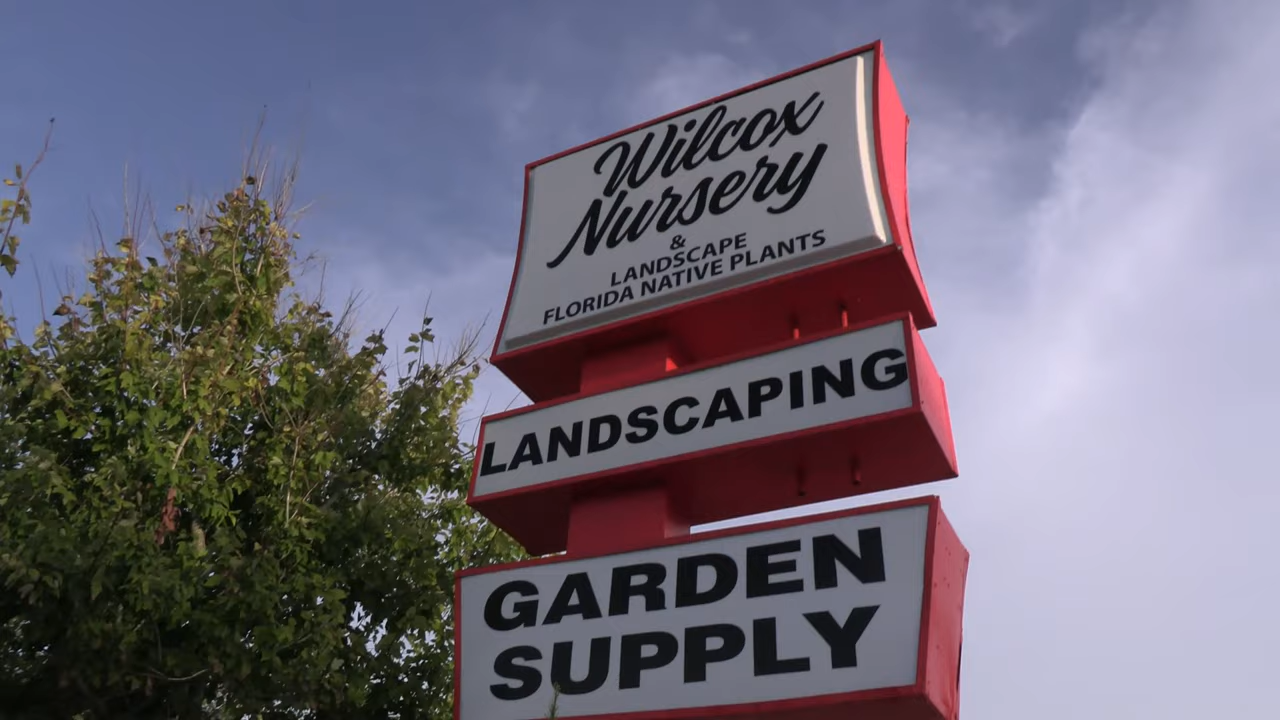 Wilcox
Nursery
&
LANDSCAPE
FLORIDA NATIVE PLANTS
LANDSCAPING
GARDEN
SUPPLY